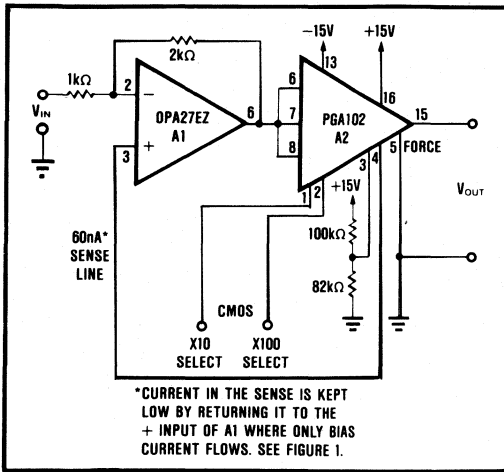 −15V
+15V
2kΩ
13
1kΩ
2
−
6
16
15
VIN
OPA27EZ
A1
6
7
8
PGA102
A2
3
+
5
FORCE
4
3
1
2
+15V
VOUT
60nA*
SENSE
LINE
100kΩ
82kΩ
CMOS
X10
SELECT
X100
SELECT
*CURRENT IN THE SENSE IS KEPT
LOW BY RETURNING IT TO THE
+ INPUT OF A1 WHERE ONLY BIAS
CURRENT FLOWS. SEE FIGURE 1.